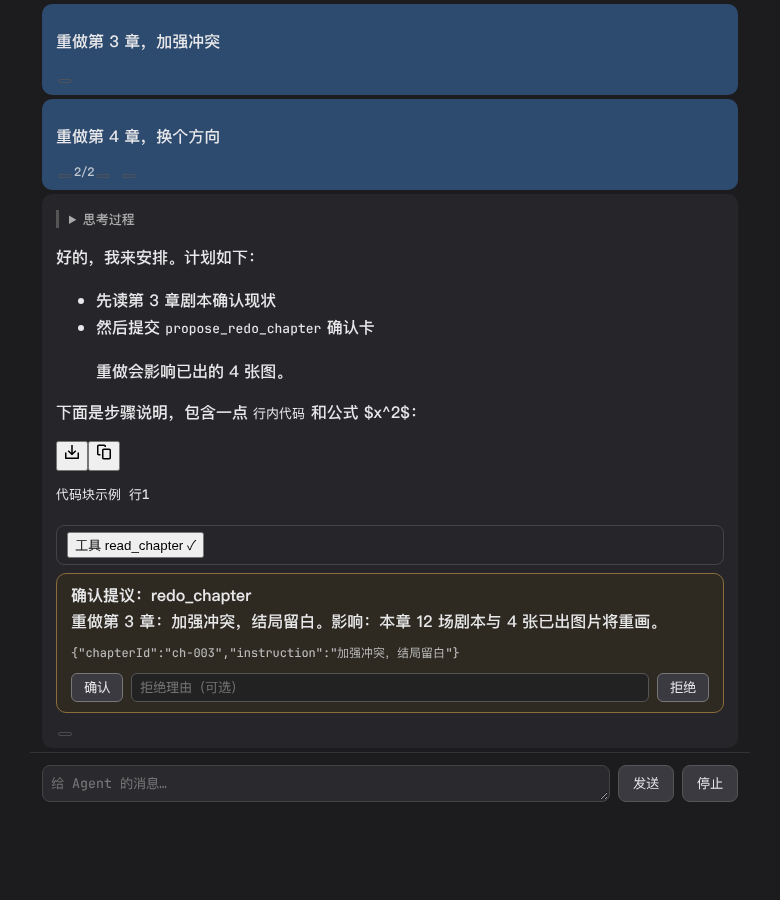 重做第 3 章，加强冲突
重做第 4 章，换个方向
2/2
思考过程
好的，我来安排。计划如下：
先读第 3 章剧本确认现状
然后提交 propose_redo_chapter 确认卡
重做会影响已出的 4 张图。
下面是步骤说明，包含一点 行内代码 和公式 $x^2$：
代码块示例 行1
工具 read_chapter ✓
确认提议：redo_chapter
重做第 3 章：加强冲突，结局留白。影响：本章 12 场剧本与 4 张已出图片将重画。
{"chapterId":"ch-003","instruction":"加强冲突，结局留白"}
确认 拒绝理由（可选） 拒绝
给 Agent 的消息… 发送 停止